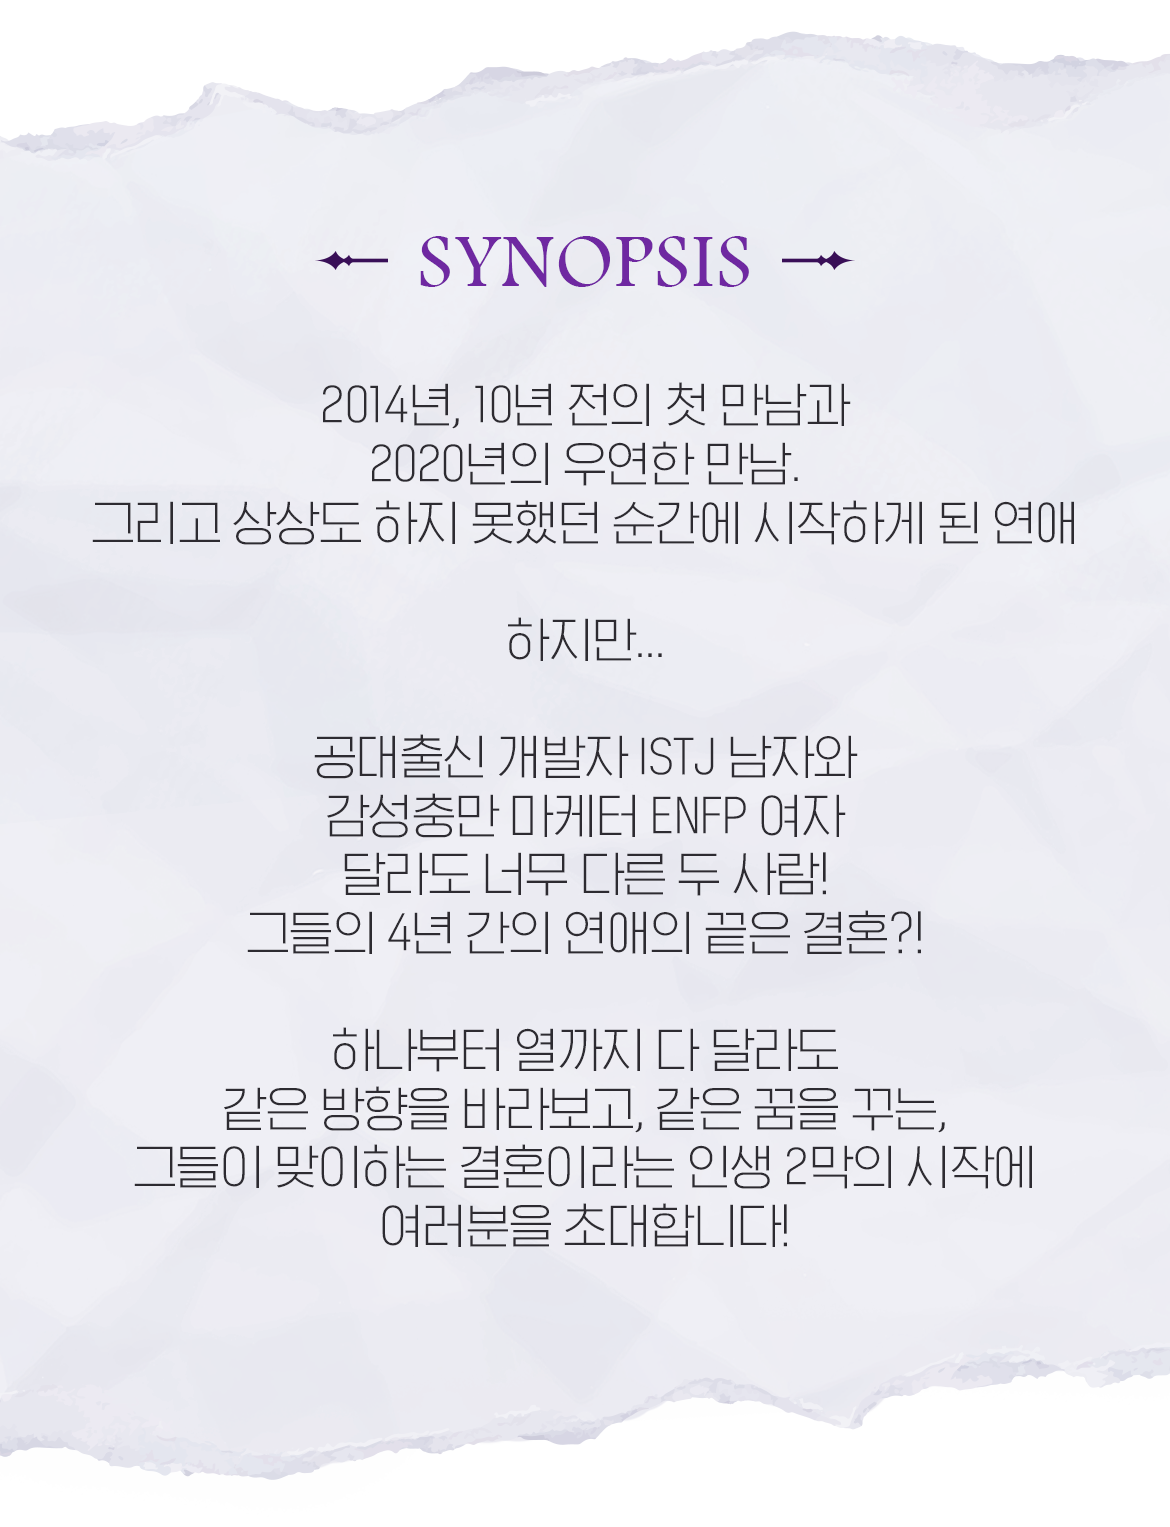 SYNOPSIS
2014년, 10년 전의 첫 만남과
2020년의 우연한 만남.
그리고 상상도 하지 못했던 순간에 시작하게 된 연애
하지만...
공대출신 개발자 ISTJ 남자와
감성충만 마케터 ENFP 여자
달라도 너무 다른 두 사람!
그들의 4년 간의 연애의 끝은 결혼?!
하나부터 열까지 다 달라도
같은 방향을 바라보고, 같은 꿈을 꾸는,
그들이 맞이하는 결혼이라는 인생 2막의 시작에
여러분을 초대합니다!